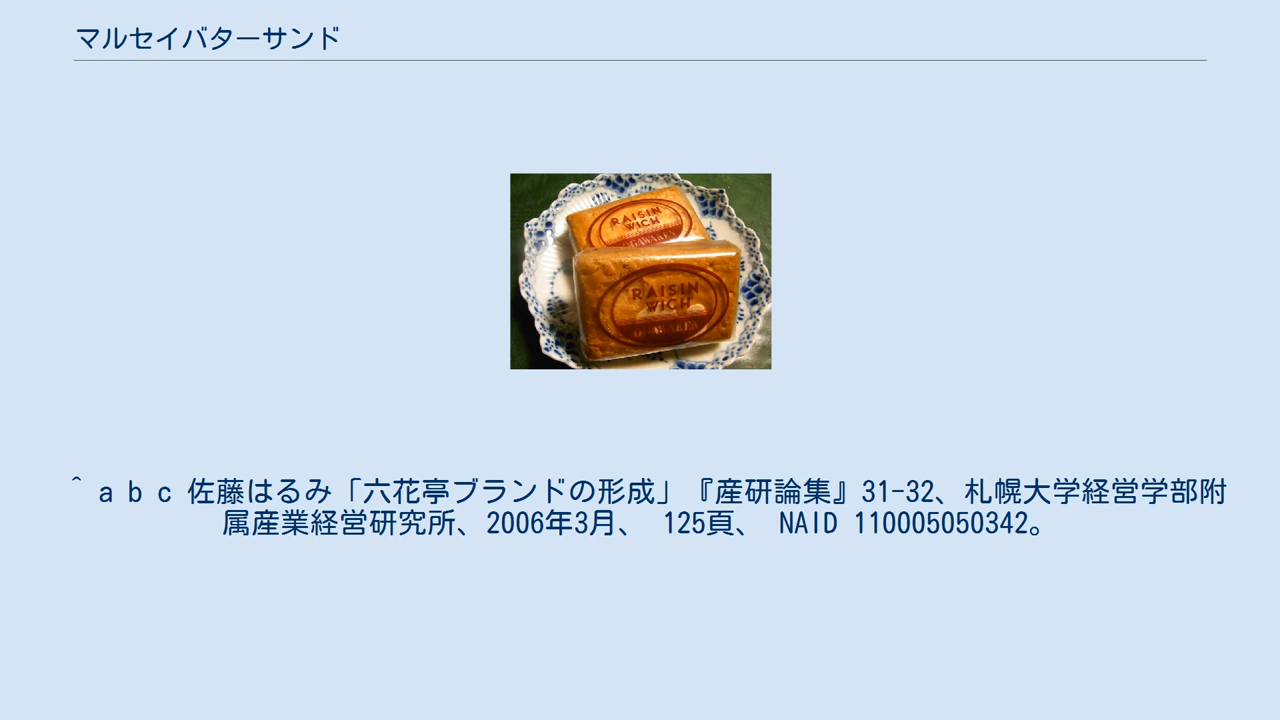 マルセイバターサンド
RAISIN
WICH
GAWAKEN
RAISIN
WICH
OGAWAKEN
^ a b c 佐藤はるみ「六花亭ブランドの形成」『産研論集』31-32、札幌大学経営学部附
属産業経営研究所、2006年3月、 125頁、 NAID 110005050342。